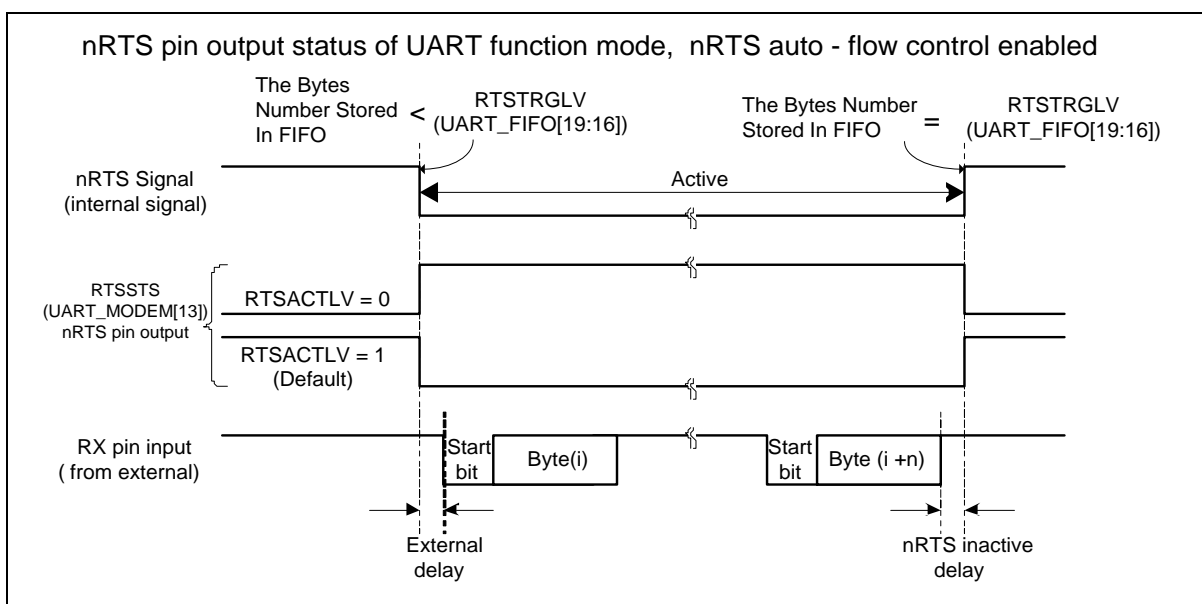 nRTS pin output status of UART function mode, nRTS auto - flow control enabled
The Bytes
Number Stored
In FIFO
<
RTSTRGLV
(UART_FIFO[19:16])
The Bytes Number
Stored In FIFO
=
RTSTRGLV
(UART_FIFO[19:16])
nRTS Signal
(internal signal)
Active
RTSSTS
(UART_MODEM[13])
nRTS pin output
RTSACTLV = 0
RTSACTLV = 1
(Default)
RX pin input
( from external)
Start
bit
Byte(i)
Start
bit
Byte (i +n)
External
delay
nRTS inactive
delay